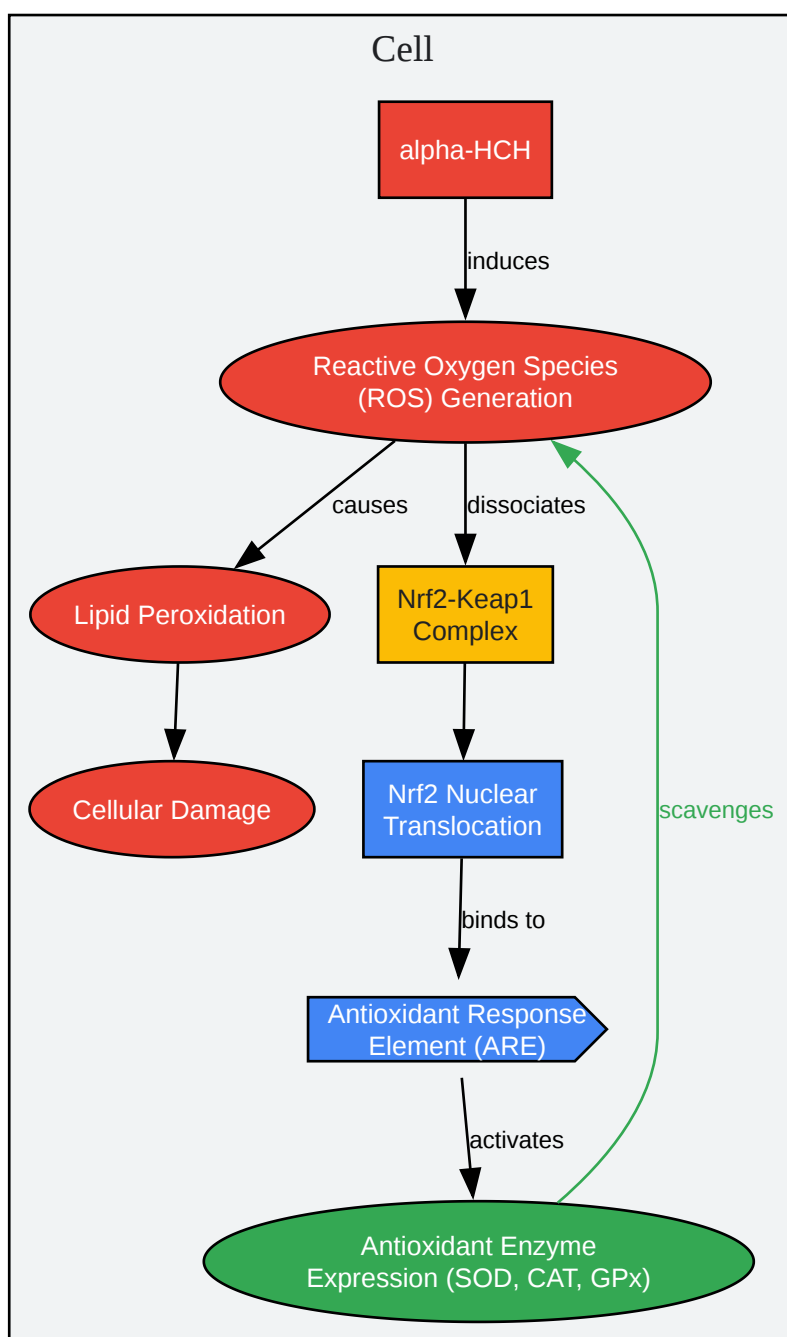 Cell
alpha-HCH
induces
Reactive Oxygen Species
(ROS) Generation
causes
dissociates
Lipid Peroxidation
Nrf2-Keap1
Complex
Cellular Damage
Nrf2 Nuclear
Translocation
scavenges
binds to
Antioxidant Response
Element (ARE)
activates
Antioxidant Enzyme
Expression (SOD, CAT, GPx)